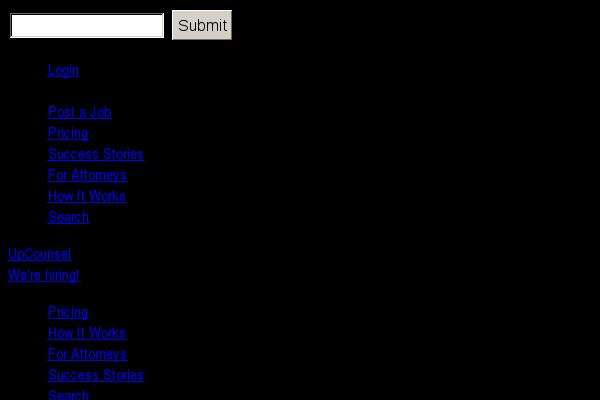 Submit
Login
Post a Job
Pricing
Success Stories
For Attorneys
How It Works
Search
UpCounsel
We're hiring!
Pricing
How It Works
For Attorneys
Success Stories
Search